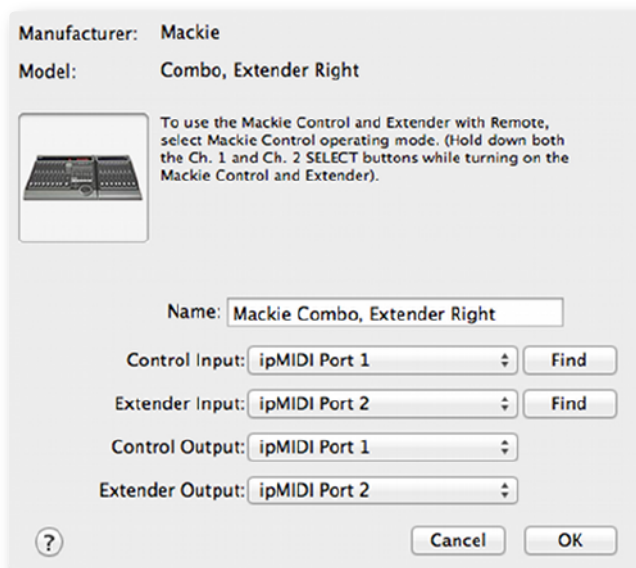 Manufacturer: Mackie
Model: Combo, Extender Right
To use the Mackie Control and Extender with Remote,
select Mackie Control operating mode. (Hold down both
the Ch. 1 and Ch. 2 SELECT buttons while turning on the
Mackie Control and Extender).
Name: Mackie Combo, Extender Right
Control Input: ipMIDI Port 1 Find
Extender Input: ipMIDI Port 2 Find
Control Output: ipMIDI Port 1
Extender Output: ipMIDI Port 2
? Cancel OK